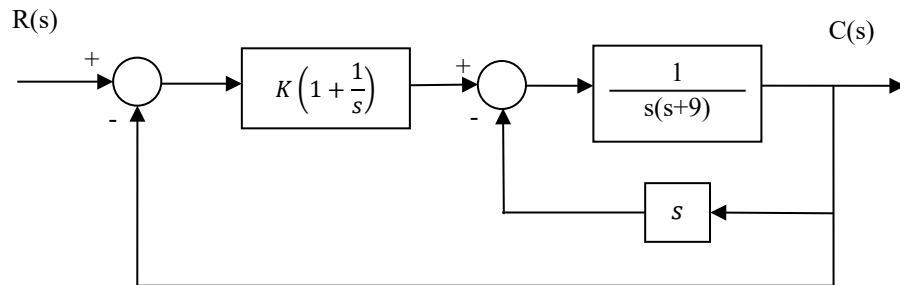 R(s)
C(s)
+
K(1 + 1/s)
+
1/s(s+9)
-
-
s